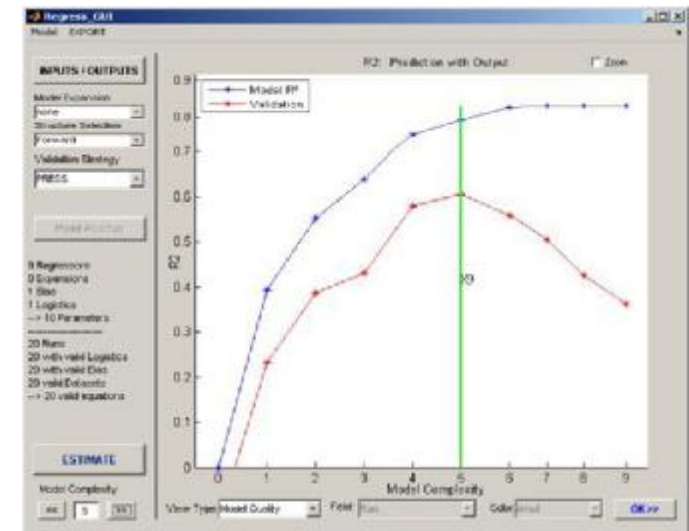 Regress_GUI
Model EXPORT
INPUTS / OUTPUTS
Model Expansion
none
Structure Selection
Forward
Validation Strategy
PRESS
9 Regressors
0 Expansions
1 Bias
1 Logistics
--> 10 Parameters
--------------------
20 Runs
20 with valid Logistics
20 with valid Bias
20 valid Datasets
--> 20 valid equations
ESTIMATE
Model Complexity
<< 5 >>
R2: Prediction with Output
Zoom
Model R²
Validation
0.9
0.8
0.7
0.6
0.5
0.4
0.3
0.2
0.1
0
R2
X9
0 1 2 3 4 5 6 7 8 9
Model Complexity
View Type Model Quality
Field
Color
OK>>